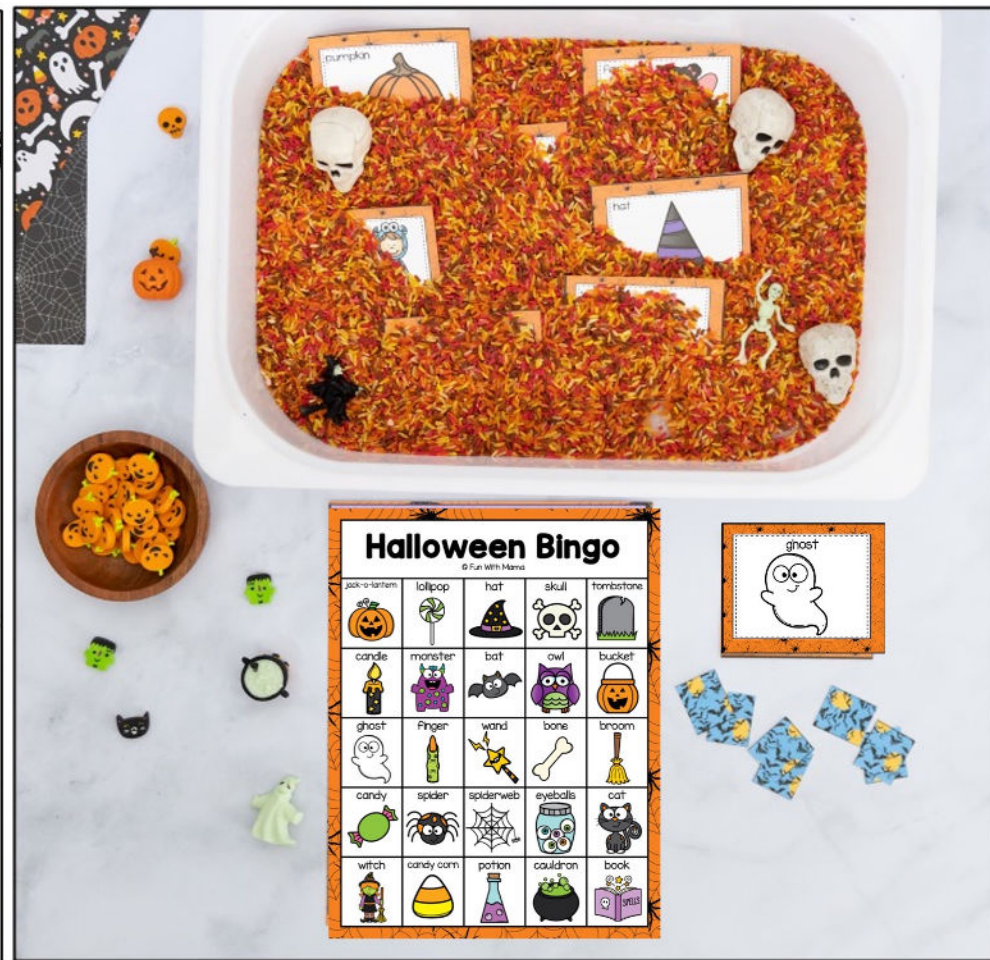 pumpkin
hat
Halloween Bingo
© Fun With Mama
jack-o-lantern lollipop hat skull tombstone
candle monster bat owl bucket
ghost finger wand bone broom
candy spider spiderweb eyeballs cat
witch candy corn potion cauldron book
SPELLS
ghost